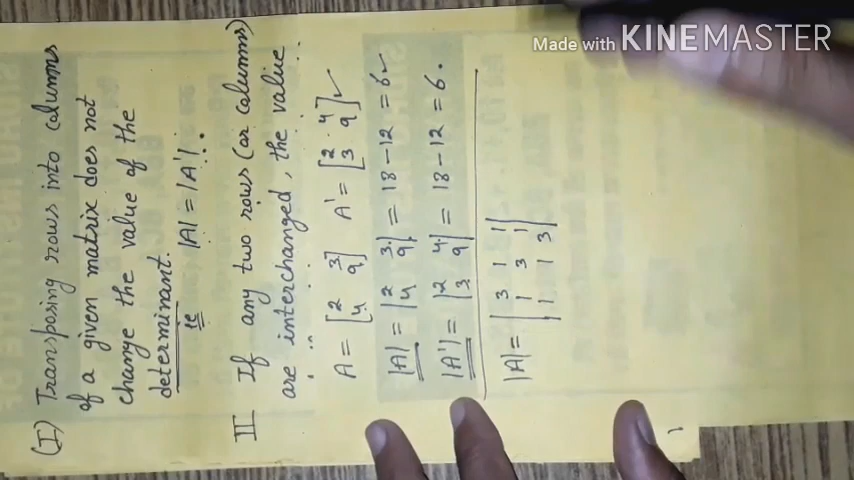 (I) Transposing rows into columns
of a given matrix does not
change the value of the
determinant.
ie |A| = |A'|.
II If any two rows (or columns)
are interchanged, the value
A = [2 3
4 9] A' = [2 4
3 9] ✓
|A| = |2 3
4 9| = 18 - 12 = 6 ✓
|A'| = |2 4
3 9| = 18 - 12 = 6.
|A| = |3 1 1
1 3 1
1 1 3|
Made with KINEMASTER